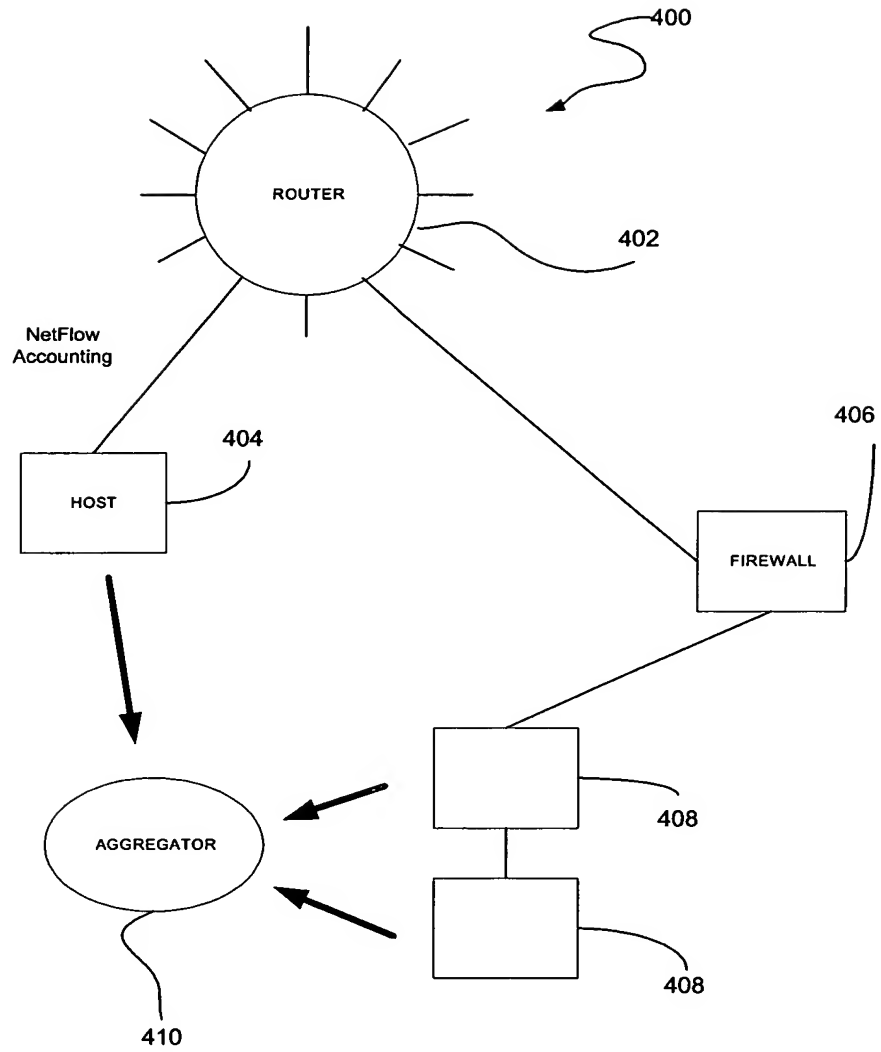 400
ROUTER
402
NetFlow
Accounting
404
406
HOST
FIREWALL
408
AGGREGATOR
408
410